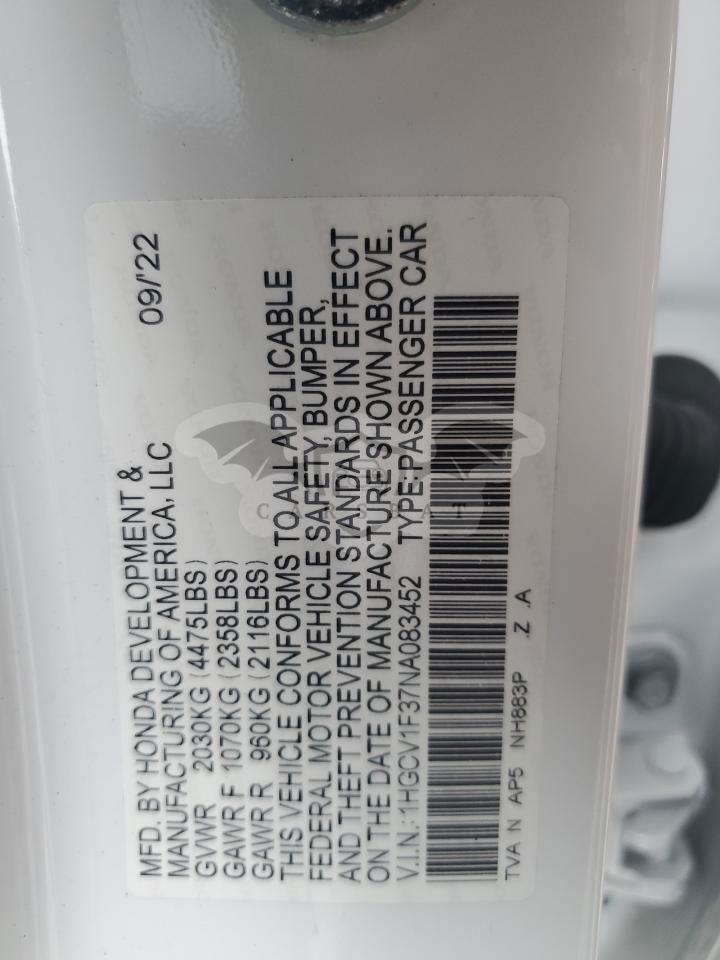 MFD. BY HONDA DEVELOPMENT &
MANUFACTURING OF AMERICA, LLC 09/'22
GVWR 2030KG (4475LBS)
GAWR F 1070KG (2358LBS)
GAWR R 960KG (2116LBS)
THIS VEHICLE CONFORMS TO ALL APPLICABLE
FEDERAL MOTOR VEHICLE SAFETY, BUMPER,
AND THEFT PREVENTION STANDARDS IN EFFECT
ON THE DATE OF MANUFACTURE SHOWN ABOVE.
V.I.N.: 1HGCV1F37NA083452 TYPE:PASSENGER CAR
TVA N AP5 NH883P .Z .A
CARSBAT